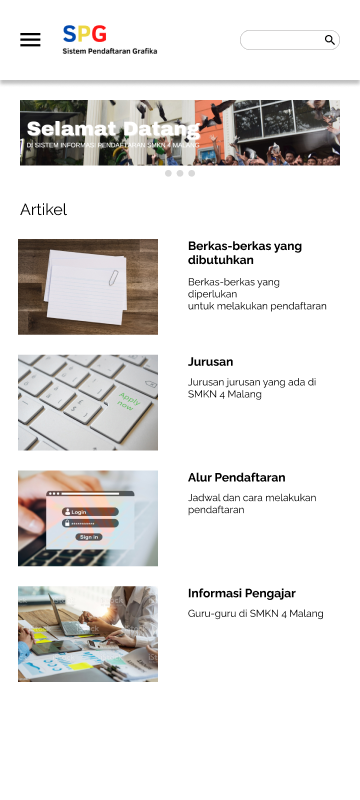 SPG
Sistem Pendaftaran Grafika
Selamat Datang
DI SISTEM INFORMASI PENDAFTARAN SMKN 4 MALANG
Artikel
Berkas-berkas yang
dibutuhkan
Berkas-berkas yang
diperlukan
untuk melakukan pendaftaran
Apply
now
Jurusan
Jurusan jurusan yang ada di
SMKN 4 Malang
Login
Sign in
Alur Pendaftaran
Jadwal dan cara melakukan
pendaftaran
Informasi Pengajar
Guru-guru di SMKN 4 Malang